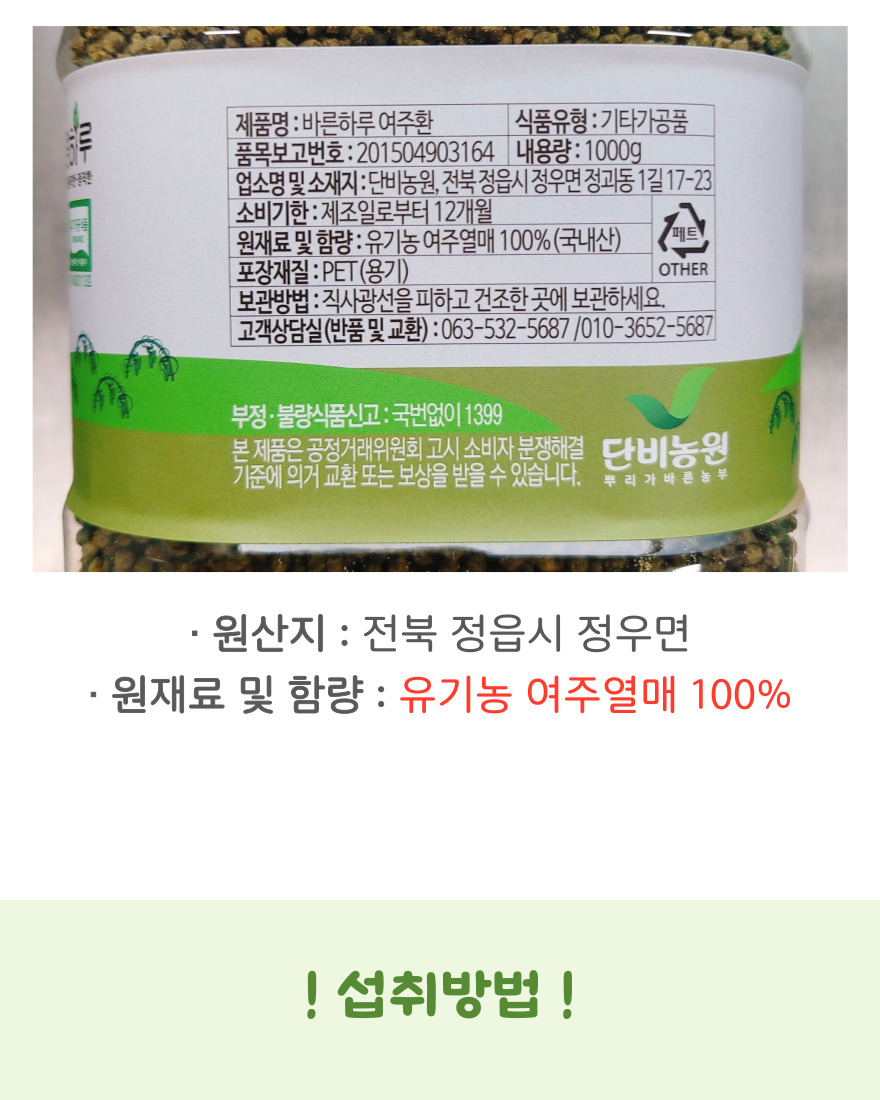 하루
제품명 : 바른하루 여주환 식품유형 : 기타가공품
품목보고번호 : 201504903164 내용량 : 1000g
업소명 및 소재지 : 단비농원, 전북 정읍시 정우면 정과동1길 17-23
소비기한 : 제조일로부터 12개월
원재료 및 함량 : 유기농 여주열매 100% (국내산)
포장재질 : PET (용기)
페트
OTHER
보관방법 : 직사광선을 피하고 건조한 곳에 보관하세요.
고객상담실(반품 및 교환) : 063-532-5687 / 010-3652-5687
부정·불량식품신고 : 국번없이 1399
본 제품은 공정거래위원회 고시 소비자 분쟁해결
기준에 의거 교환 또는 보상을 받을 수 있습니다.
단비농원
뿌리가바른농부
· 원산지 : 전북 정읍시 정우면
· 원재료 및 함량 : 유기농 여주열매 100%
! 섭취방법 !